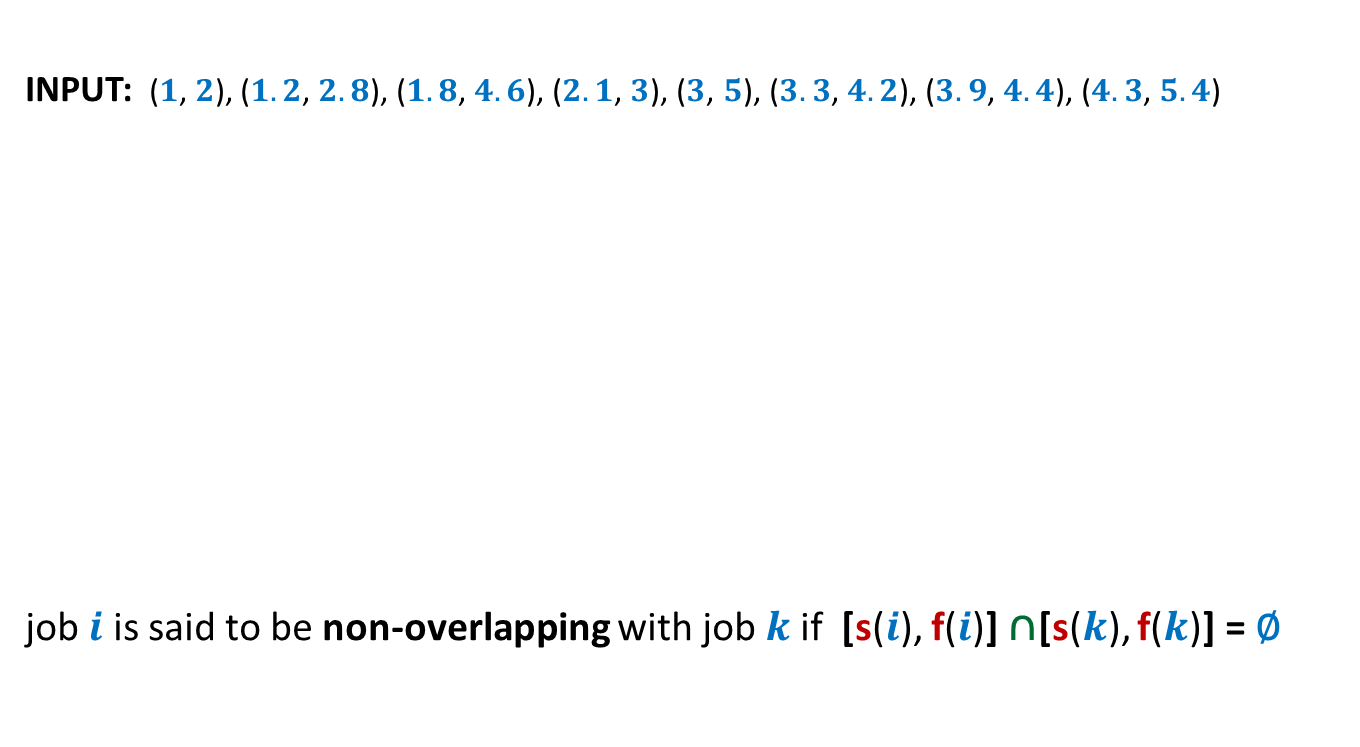 INPUT: (1, 2), (1.2, 2.8), (1.8, 4.6), (2.1, 3), (3, 5), (3.3, 4.2), (3.9, 4.4), (4.3, 5.4)
job i is said to be non-overlapping with job k if [s(i), f(i)] ∩[s(k), f(k)] = ∅